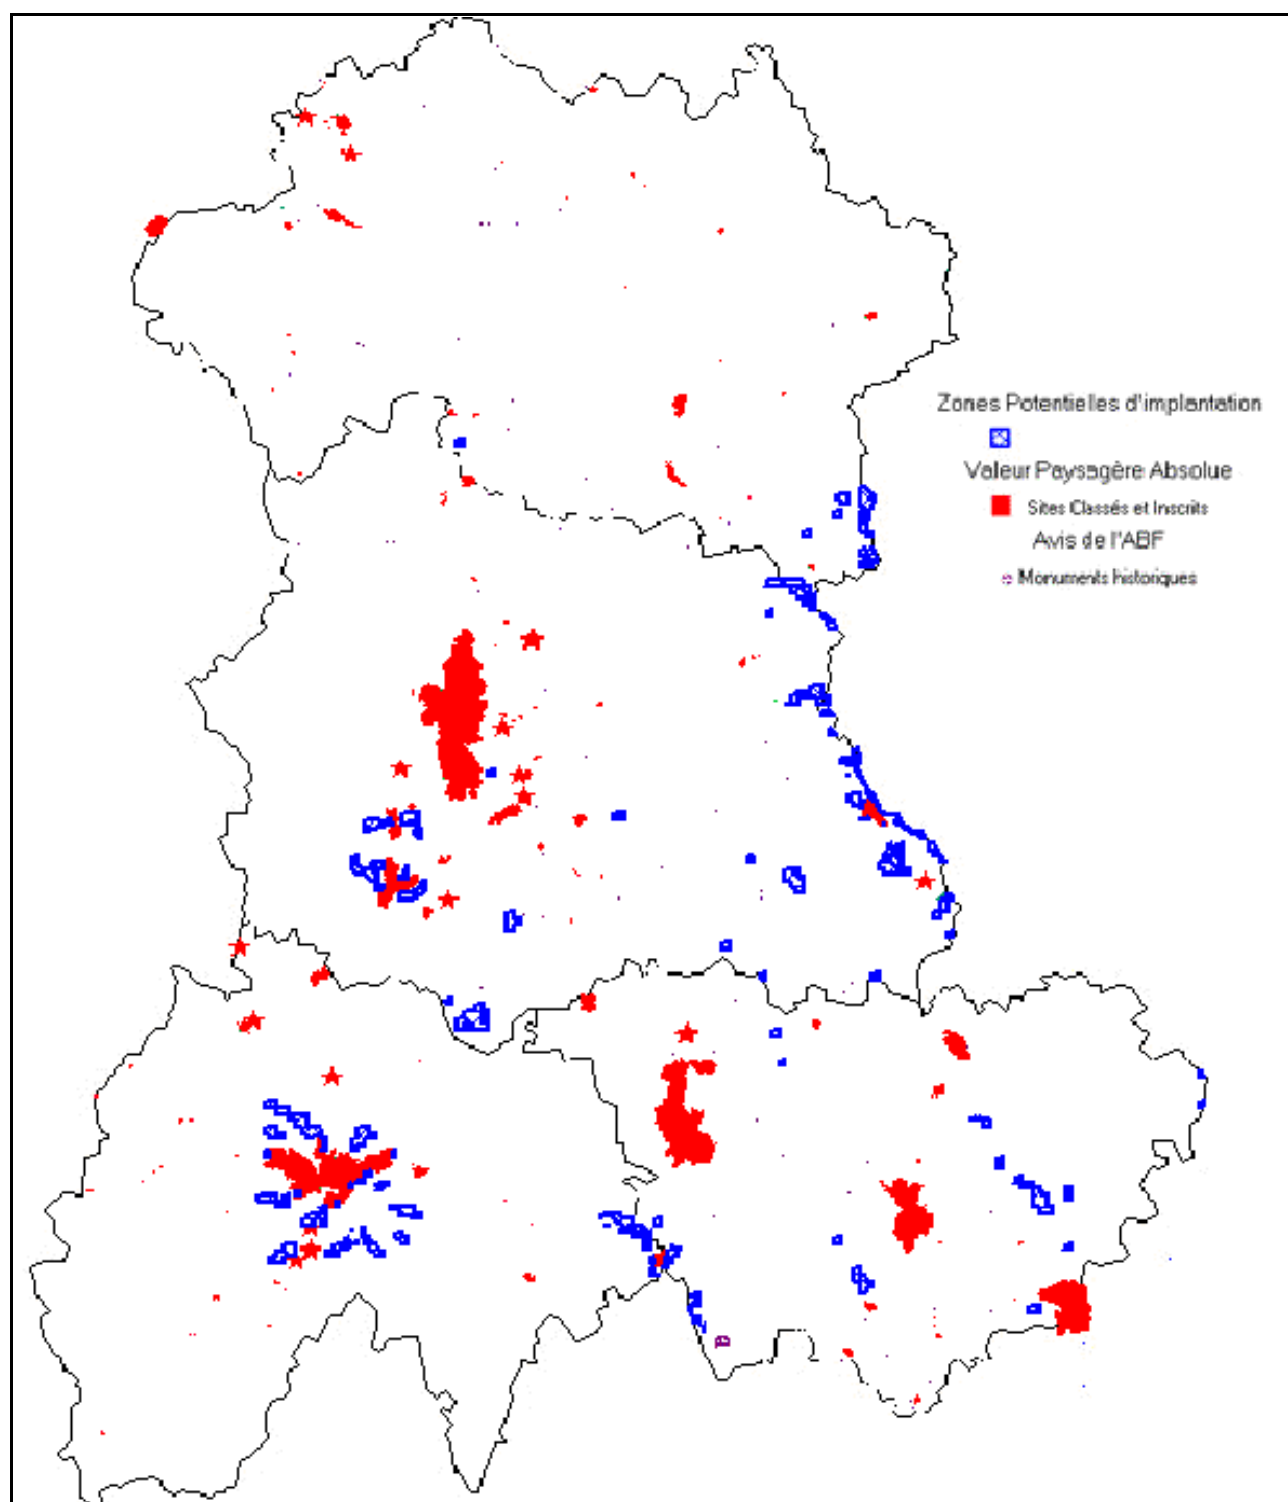 Zones Potentielles d'implantation
Valeur Paysagère Absolue
Sites Classés et Inscrits
Avis de l'ABF
Monuments historiques